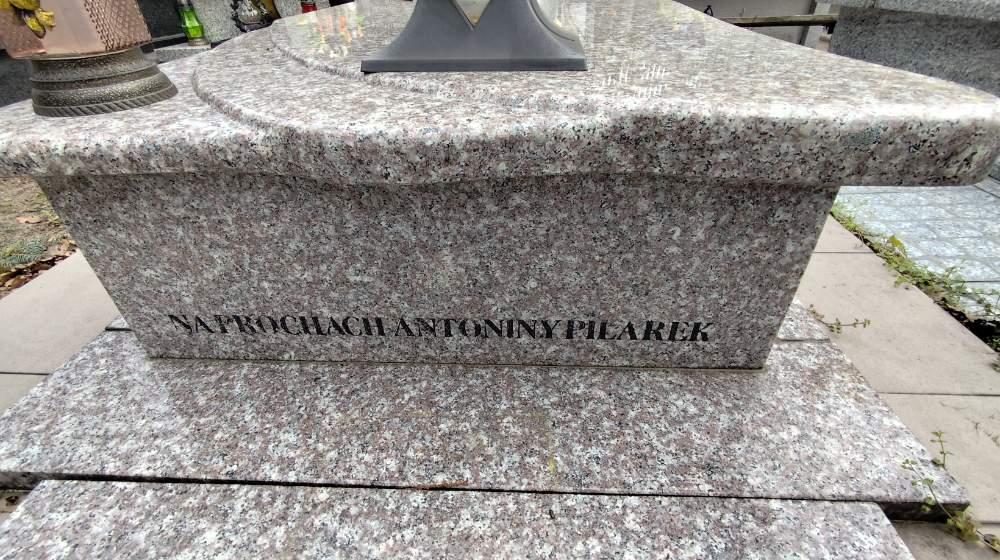 NA PROCHACH ANTONINY PILAREK